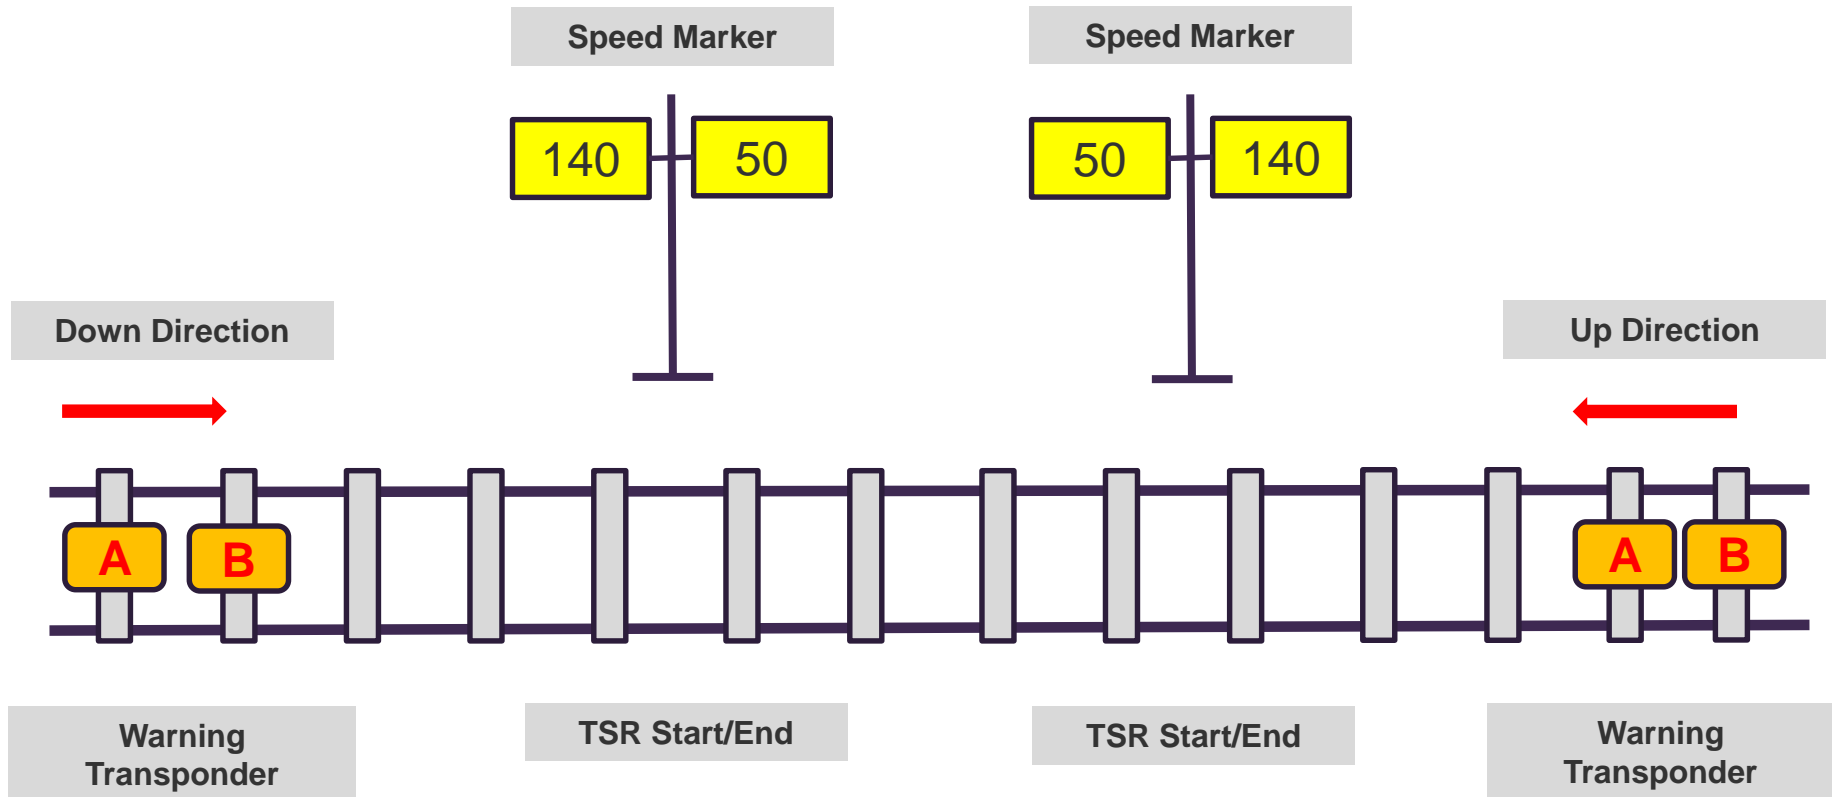 Speed Marker
Speed Marker
140
50
50
140
Down Direction
Up Direction
A
B
A
B
Warning
Transponder
TSR Start/End
TSR Start/End
Warning
Transponder